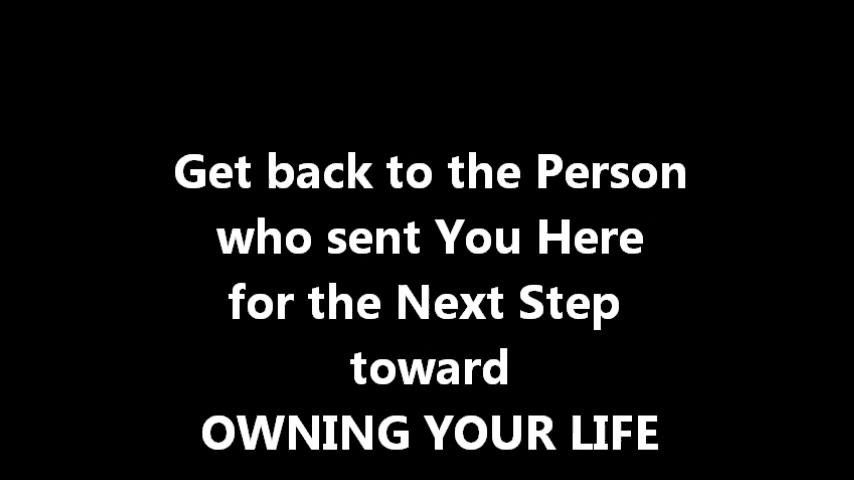 Get back to the Person
who sent You Here
for the Next Step
toward
OWNING YOUR LIFE